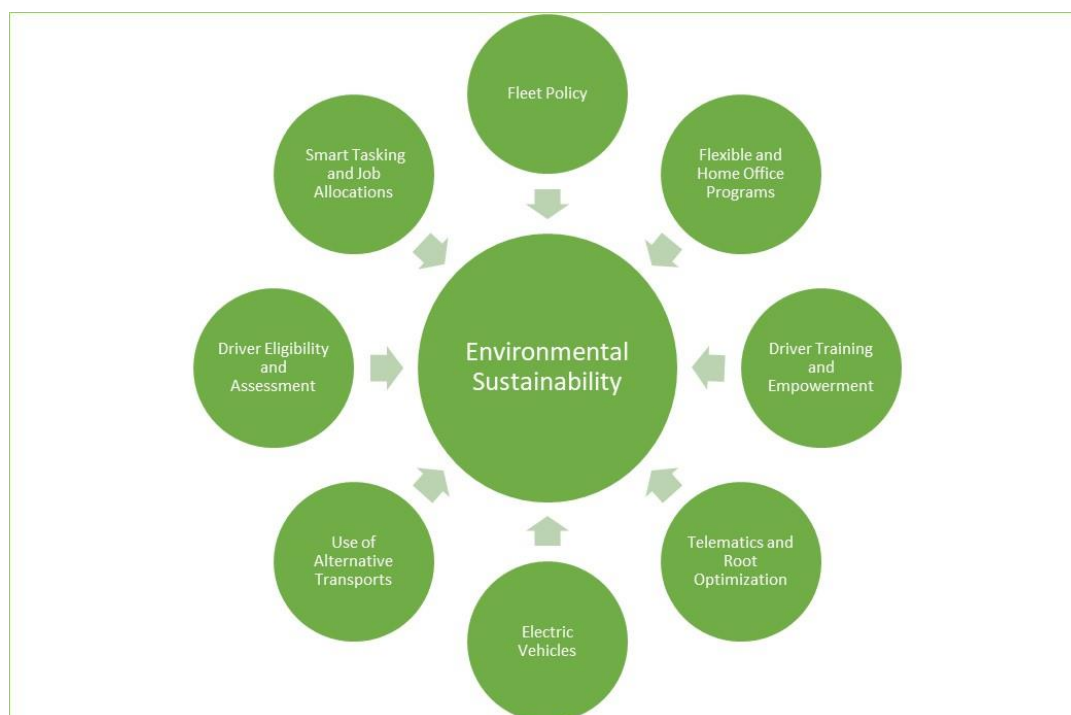 Fleet Policy
Smart Tasking
and Job
Allocations
Flexible and
Home Office
Programs
Driver Eligibility
and
Assessment
Environmental
Sustainability
Driver Training
and
Empowerment
Use of
Alternative
Transports
Telematics and
Root
Optimization
Electric
Vehicles